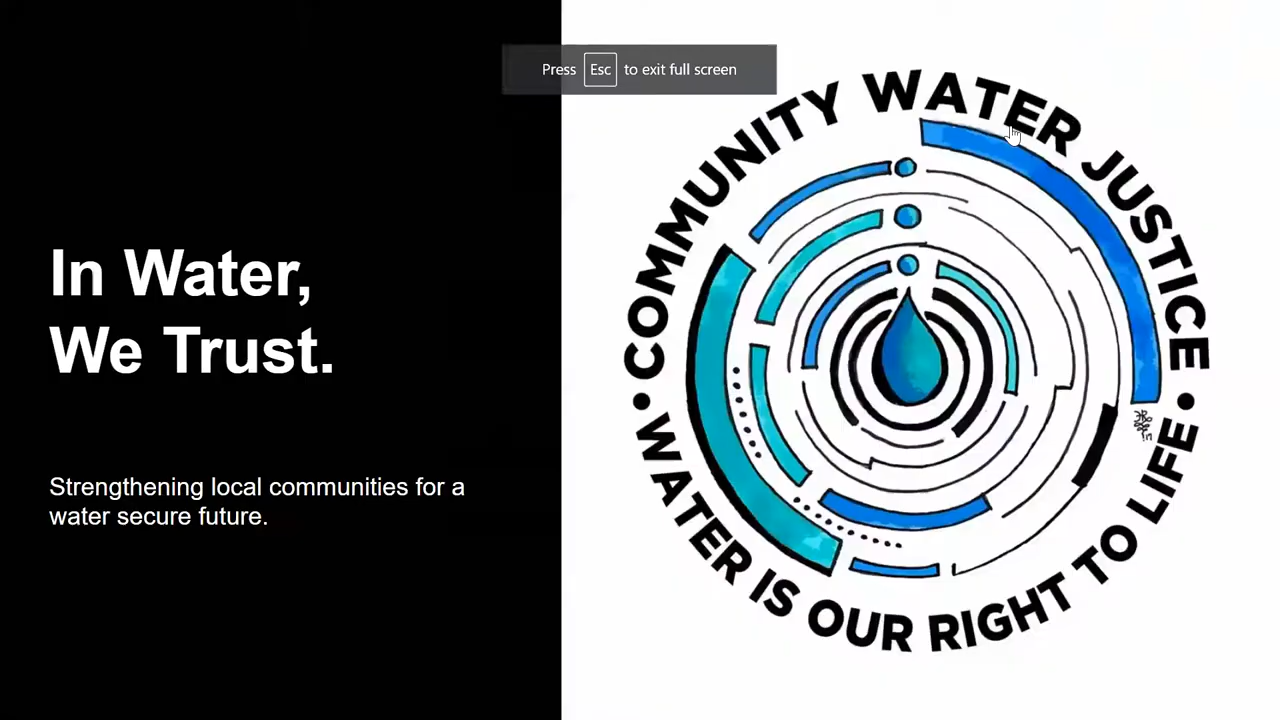 Press Esc to exit full screen
COMMUNITY WATER JUSTICE
In Water,
We Trust.
Strengthening local communities for a
water secure future.
• WATER IS OUR RIGHT TO LIFE •